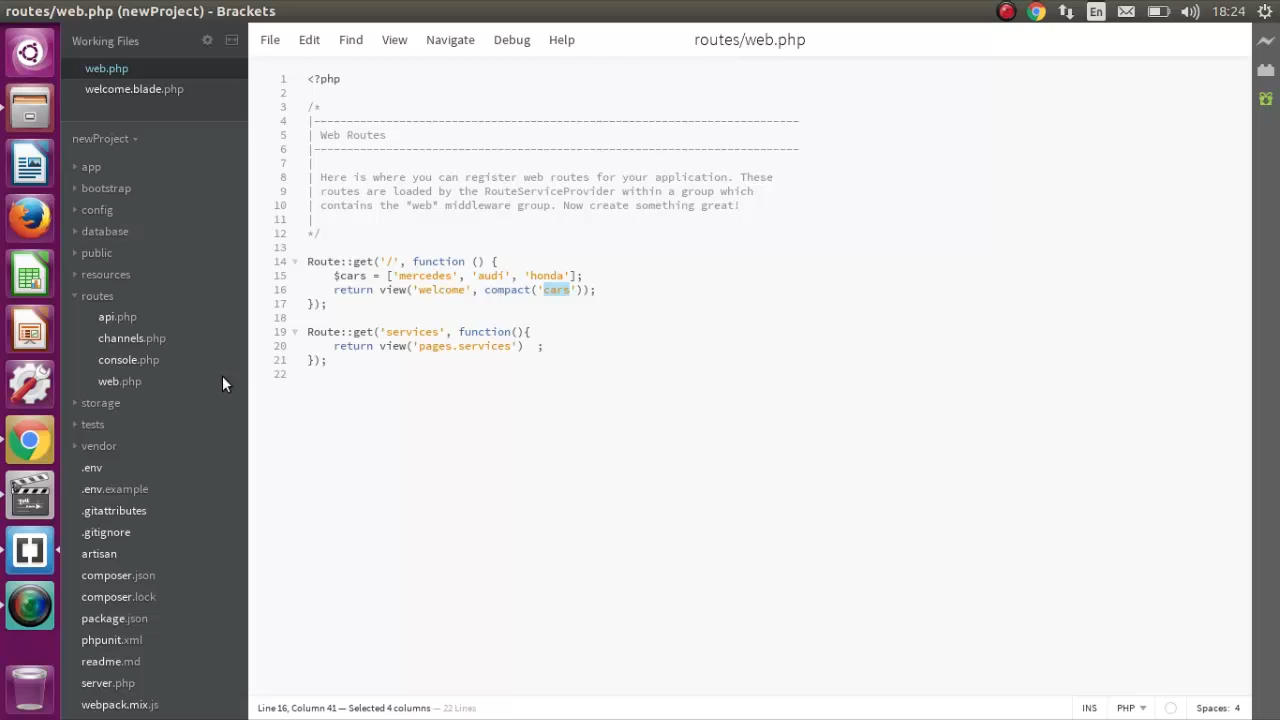 routes/web.php (newProject) - Brackets
En
18:24
Working Files
web.php
welcome.blade.php
newProject
app
bootstrap
config
database
public
resources
routes
api.php
channels.php
console.php
web.php
storage
tests
vendor
.env
.env.example
.gitattributes
.gitignore
artisan
composer.json
composer.lock
package.json
phpunit.xml
readme.md
server.php
webpack.mix.js
File Edit Find View Navigate Debug Help
routes/web.php
1 <?php
2
3 /*
4 |--------------------------------------------------------------------------
5 | Web Routes
6 |--------------------------------------------------------------------------
7 |
8 | Here is where you can register web routes for your application. These
9 | routes are loaded by the RouteServiceProvider within a group which
10 | contains the "web" middleware group. Now create something great!
11 |
12 */
13
14 Route::get('/', function () {
15     $cars = ['mercedes', 'audi', 'honda'];
16     return view('welcome', compact('cars'));
17 });
18
19 Route::get('services', function(){
20     return view('pages.services')  ;
21 });
22
Line 16, Column 41 — Selected 4 columns — 22 Lines
INS PHP Spaces: 4